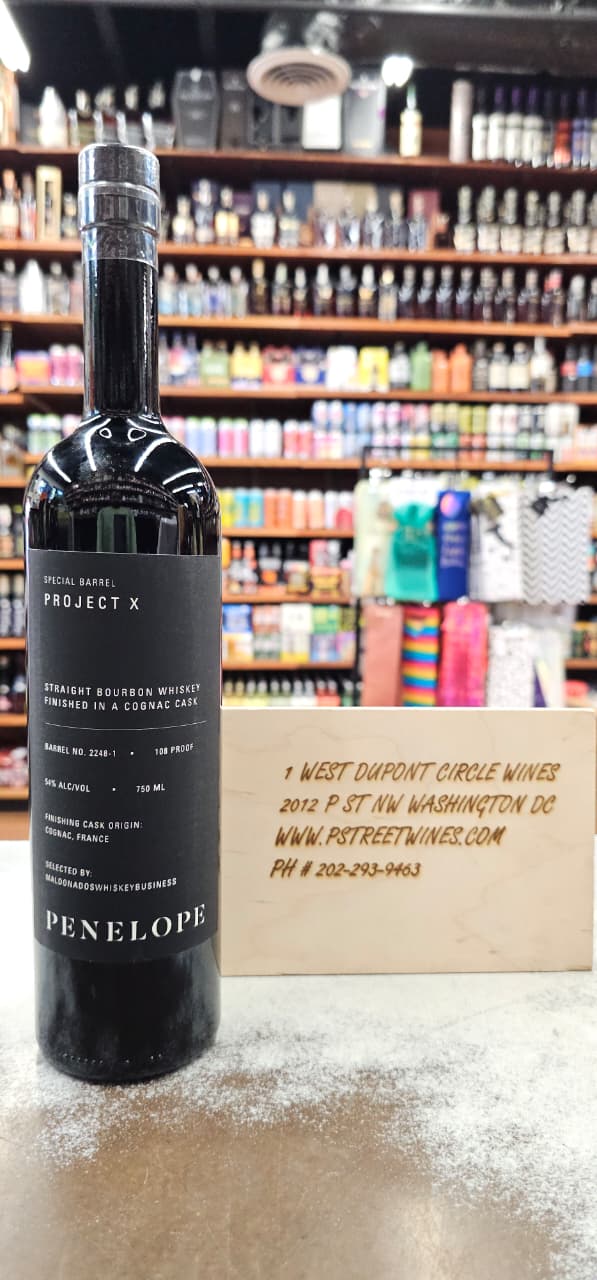 SPECIAL BARREL
PROJECT X
STRAIGHT BOURBON WHISKEY
FINISHED IN A COGNAC CASK
BARREL NO. 2248-1 • 108 PROOF
54% ALC/VOL • 750 ML
FINISHING CASK ORIGIN:
COGNAC, FRANCE
SELECTED BY:
MALDONADOSWHISKEYBUSINESS
PENELOPE
1 WEST DUPONT CIRCLE WINES
2012 P ST NW WASHINGTON DC
WWW.PSTREETWINES.COM
PH # 202-293-9463